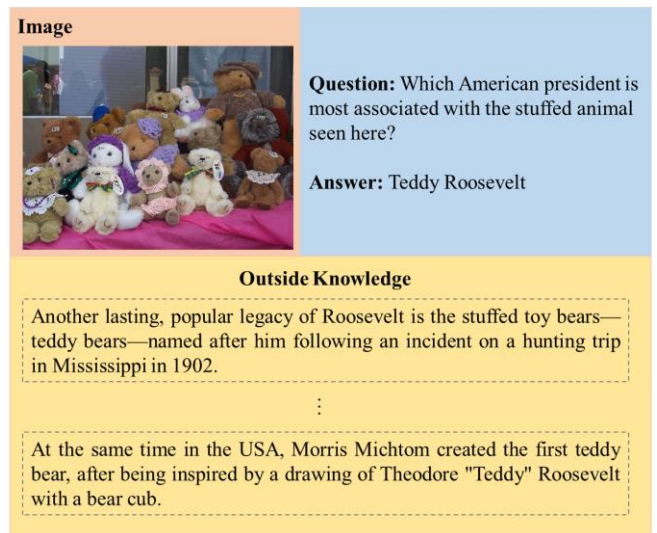 Image
Question: Which American president is
most associated with the stuffed animal
seen here?
Answer: Teddy Roosevelt
Outside Knowledge
Another lasting, popular legacy of Roosevelt is the stuffed toy bears—
teddy bears—named after him following an incident on a hunting trip
in Mississippi in 1902.
⋮
At the same time in the USA, Morris Michtom created the first teddy
bear, after being inspired by a drawing of Theodore "Teddy" Roosevelt
with a bear cub.